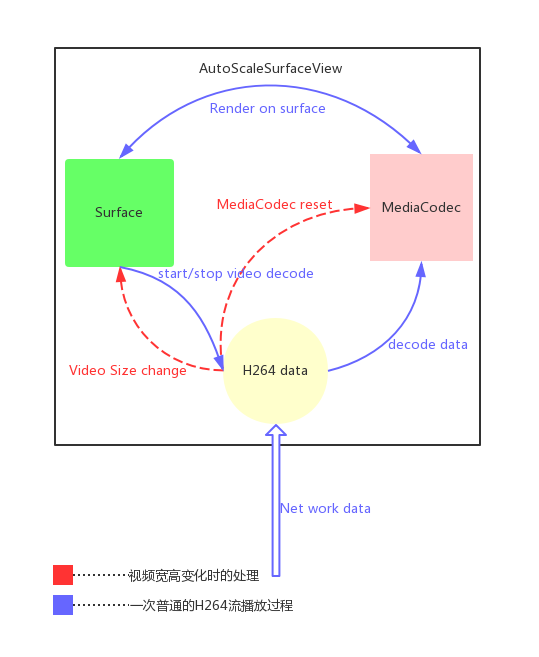 AutoScaleSurfaceView
Render on surface
Surface
MediaCodec reset
MediaCodec
start/stop video decode
decode data
Video Size change
H264 data
Net work data
视频宽高变化时的处理
一次普通的H264流播放过程